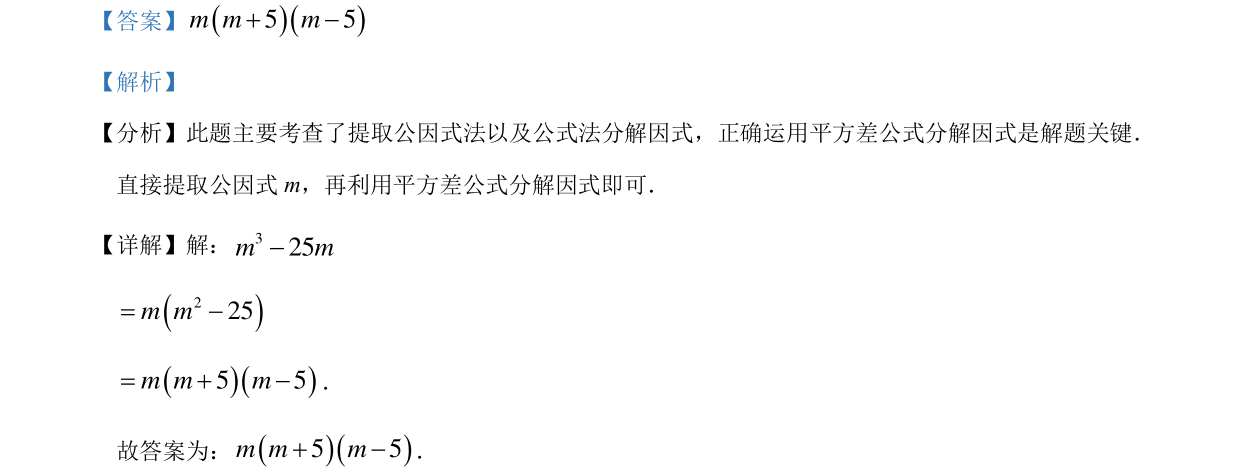 【答案】m(m+5)(m−5)
【解析】
【分析】此题主要考查了提取公因式法以及公式法分解因式，正确运用平方差公式分解因式是解题关键．
直接提取公因式 m，再利用平方差公式分解因式即可．
【详解】解：m³−25m
=m(m²−25)
=m(m+5)(m−5)．
故答案为：m(m+5)(m−5)．